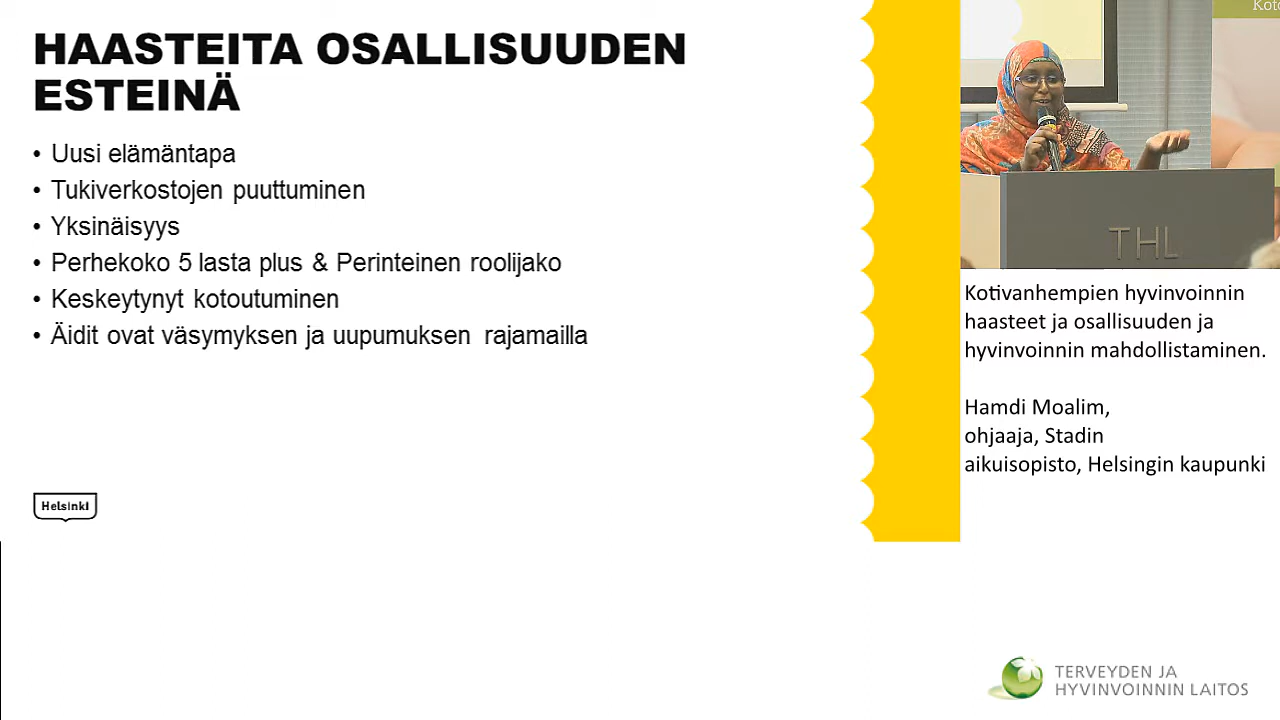 HAASTEITA OSALLISUUDEN
ESTEINÄ
• Uusi elämäntapa
• Tukiverkostojen puuttuminen
• Yksinäisyys
• Perhekoko 5 lasta plus & Perinteinen roolijako
• Keskeytynyt kotoutuminen
• Äidit ovat väsymyksen ja uupumuksen rajamailla
Helsinki
THL
Kotivanhempien hyvinvoinnin
haasteet ja osallisuuden ja
hyvinvoinnin mahdollistaminen.
Hamdi Moalim,
ohjaaja, Stadin
aikuisopisto, Helsingin kaupunki
TERVEYDEN JA
HYVINVOINNIN LAITOS